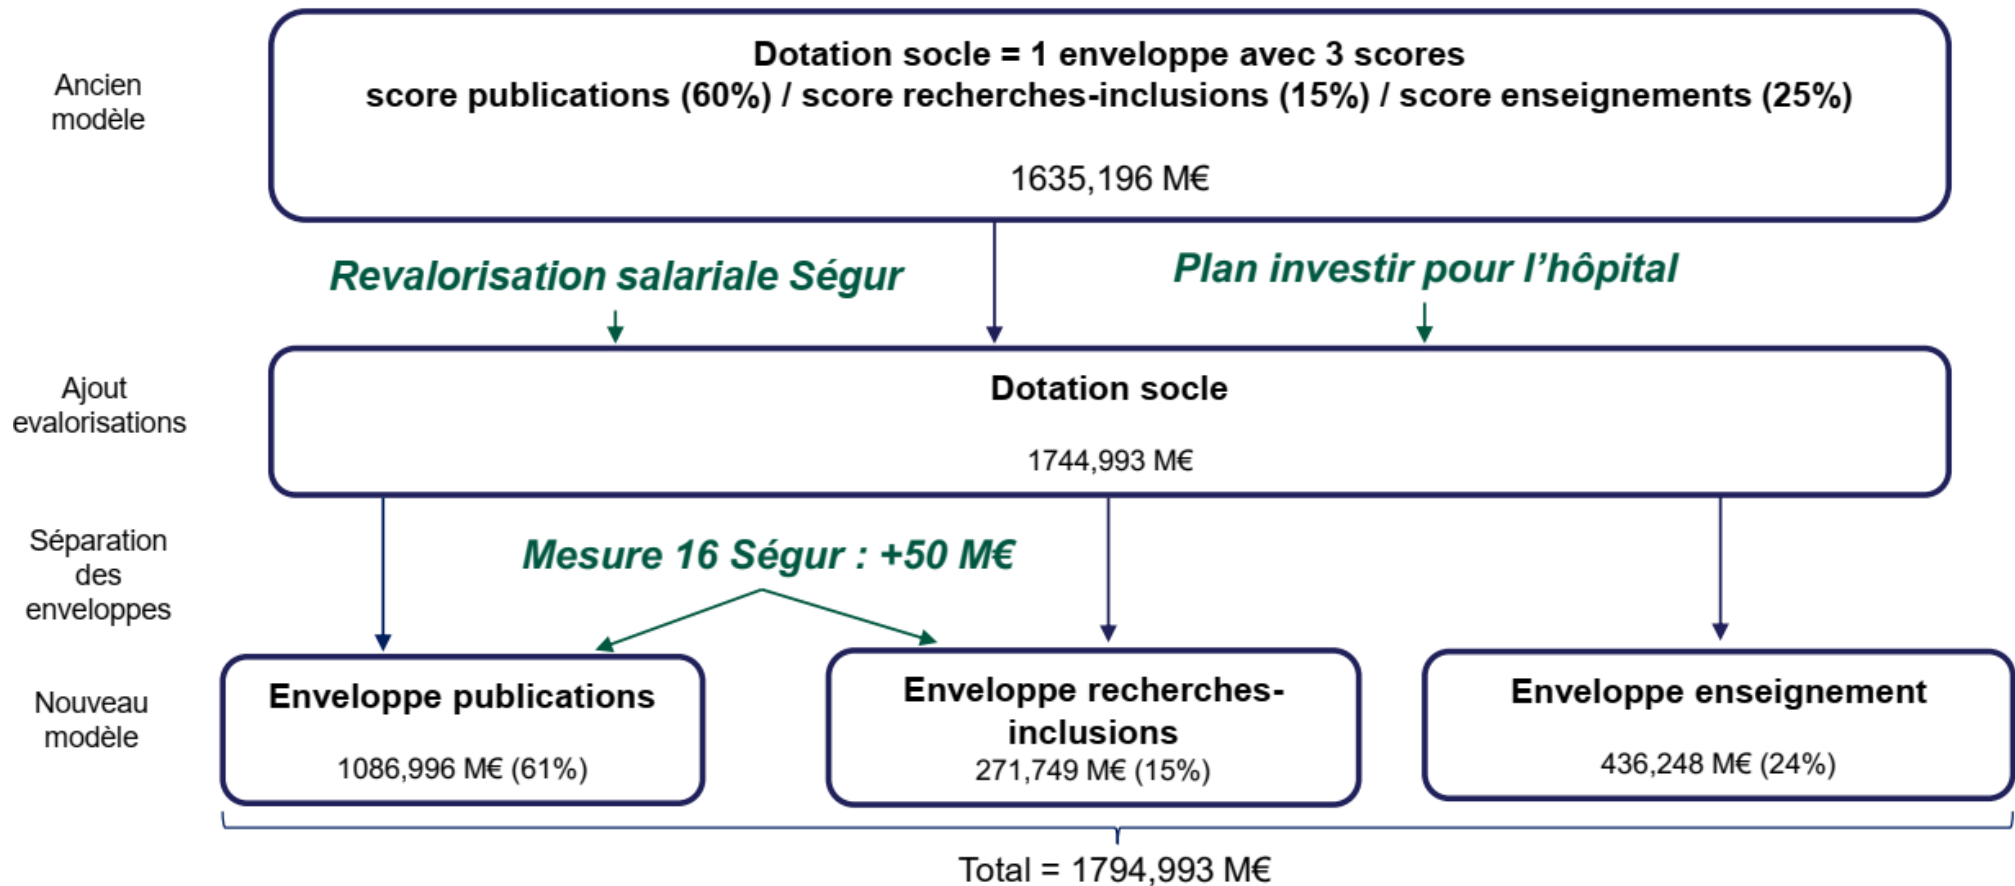 Ancien
modèle
Dotation socle = 1 enveloppe avec 3 scores
score publications (60%) / score recherches-inclusions (15%) / score enseignements (25%)
1635,196 M€
Revalorisation salariale Ségur
Plan investir pour l'hôpital
Ajout
evalorisations
Dotation socle
1744,993 M€
Séparation
des
enveloppes
Mesure 16 Ségur : +50 M€
Nouveau
modèle
Enveloppe publications
1086,996 M€ (61%)
Enveloppe recherches-
inclusions
271,749 M€ (15%)
Enveloppe enseignement
436,248 M€ (24%)
Total = 1794,993 M€